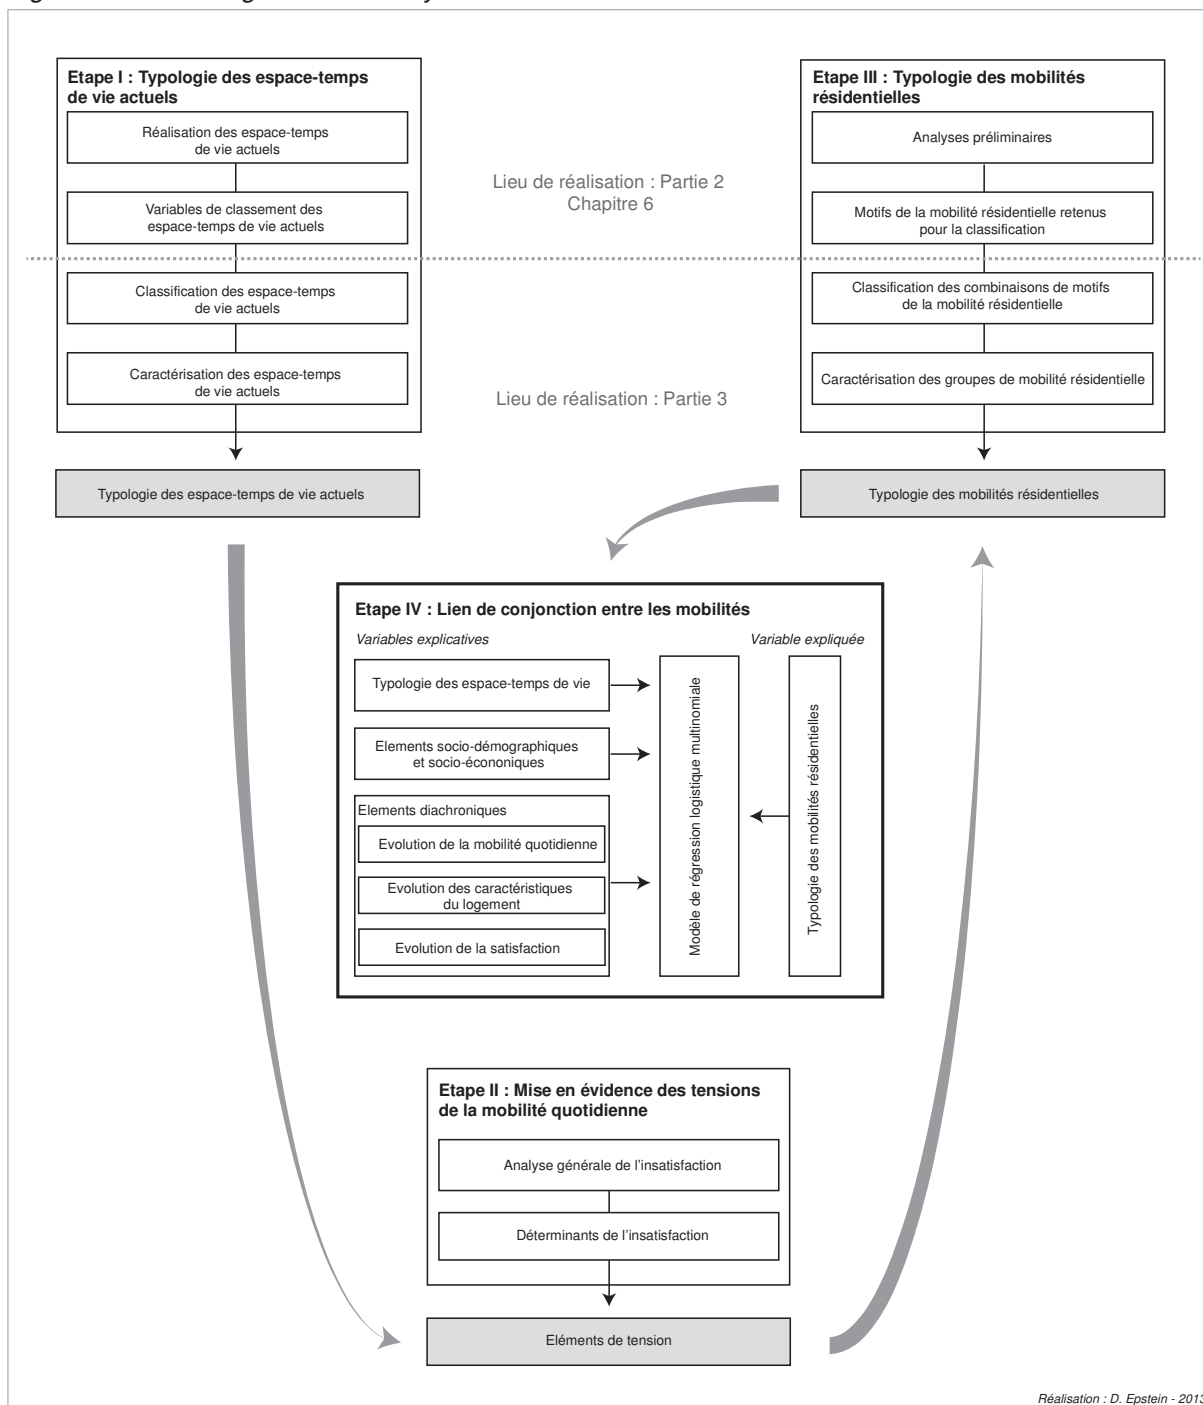 Etape I : Typologie des espace-temps
de vie actuels
Réalisation des espace-temps
de vie actuels
Variables de classement des
espace-temps de vie actuels
Classification des espace-temps
de vie actuels
Caractérisation des espace-temps
de vie actuels
Typologie des espace-temps de vie actuels
Lieu de réalisation : Partie 2
Chapitre 6
Lieu de réalisation : Partie 3
Etape III : Typologie des mobilités
résidentielles
Analyses préliminaires
Motifs de la mobilité résidentielle retenus
pour la classification
Classification des combinaisons de motifs
de la mobilité résidentielle
Caractérisation des groupes de mobilité résidentielle
Typologie des mobilités résidentielles
Etape IV : Lien de conjonction entre les mobilités
Variables explicatives
Variable expliquée
Typologie des espace-temps de vie
Elements socio-démographiques
et socio-écononiques
Elements diachroniques
Evolution de la mobilité quotidienne
Evolution des caractéristiques
du logement
Evolution de la satisfaction
Modèle de régression logistique multinomiale
Typologie des mobilités résidentielles
Etape II : Mise en évidence des tensions
de la mobilité quotidienne
Analyse générale de l'insatisfaction
Déterminants de l'insatisfaction
Eléments de tension
Réalisation : D. Epstein - 2013